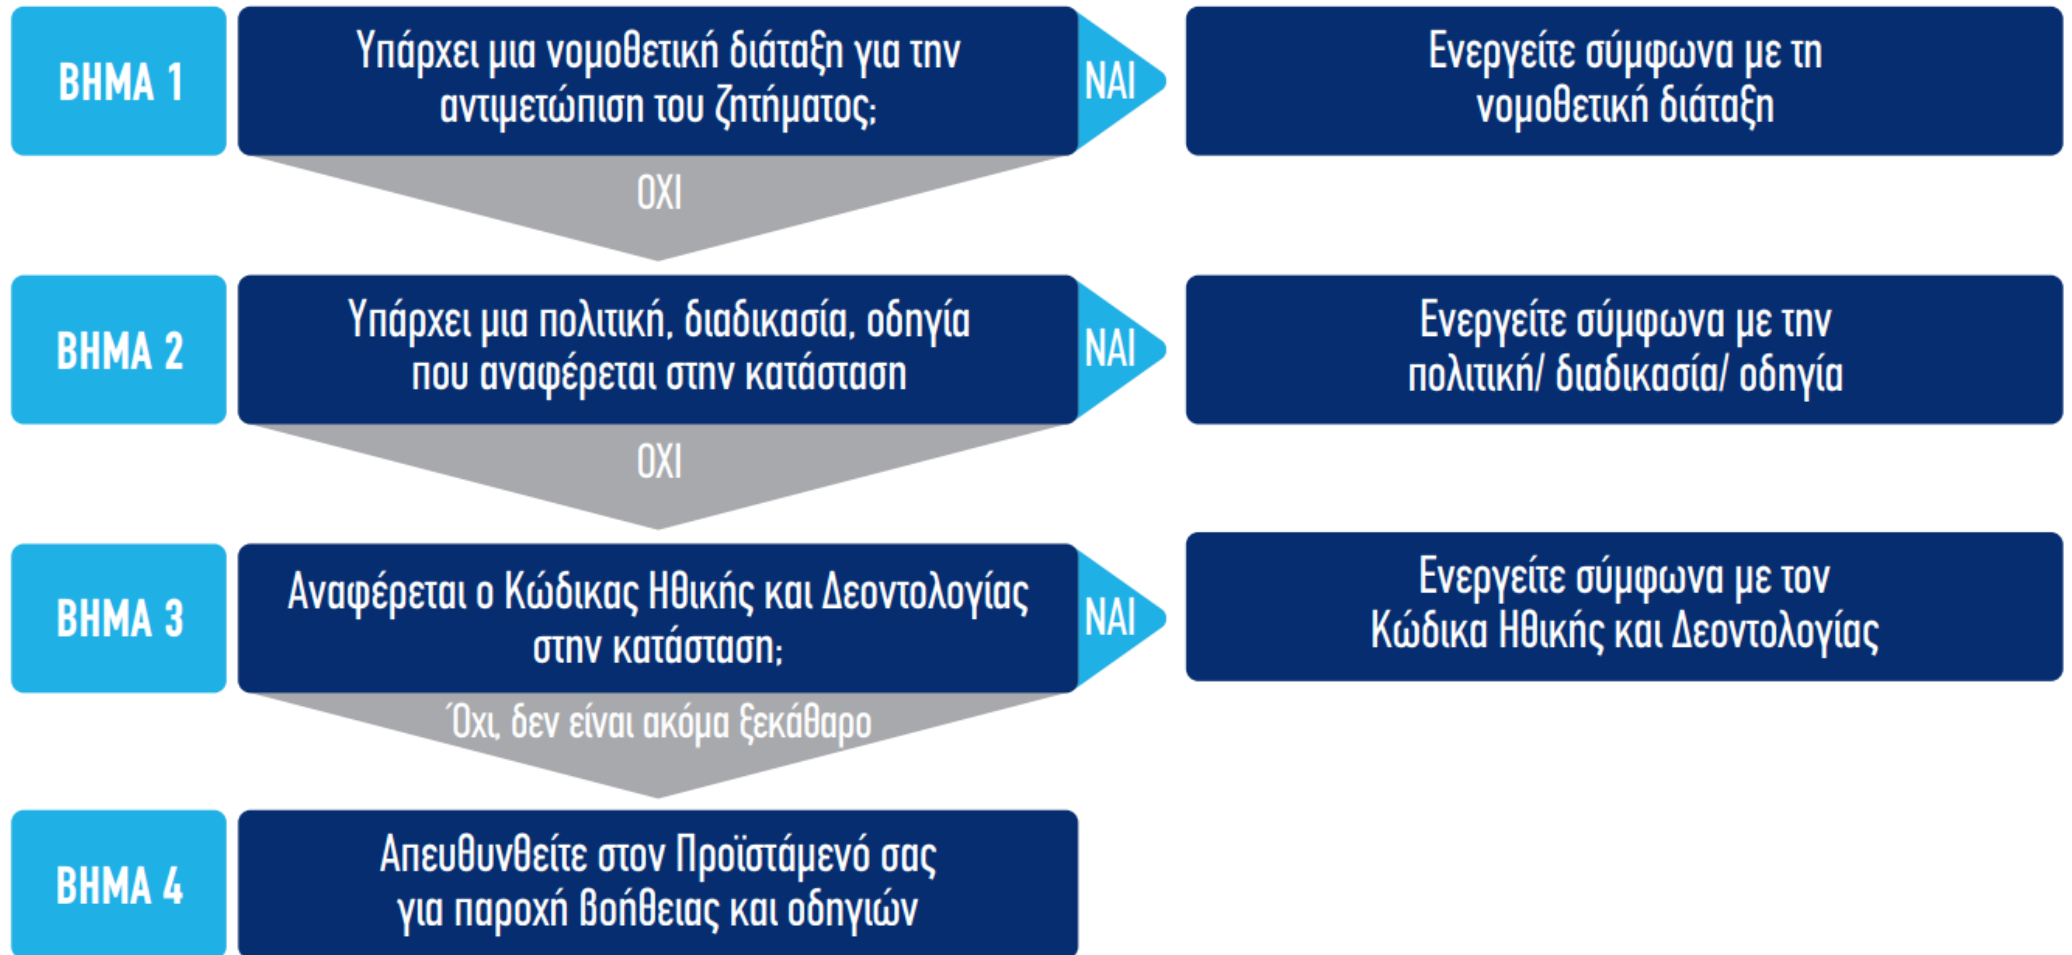 ΒΗΜΑ 1
Υπάρχει μια νομοθετική διάταξη για την
αντιμετώπιση του ζητήματος;
ΝΑΙ
Ενεργείτε σύμφωνα με τη
νομοθετική διάταξη
ΟΧΙ
ΒΗΜΑ 2
Υπάρχει μια πολιτική, διαδικασία, οδηγία
που αναφέρεται στην κατάσταση
ΝΑΙ
Ενεργείτε σύμφωνα με την
πολιτική/ διαδικασία/ οδηγία
ΟΧΙ
ΒΗΜΑ 3
Αναφέρεται ο Κώδικας Ηθικής και Δεοντολογίας
στην κατάσταση;
ΝΑΙ
Ενεργείτε σύμφωνα με τον
Κώδικα Ηθικής και Δεοντολογίας
Όχι, δεν είναι ακόμα ξεκάθαρο
ΒΗΜΑ 4
Απευθυνθείτε στον Προϊστάμενό σας
για παροχή βοήθειας και οδηγιών